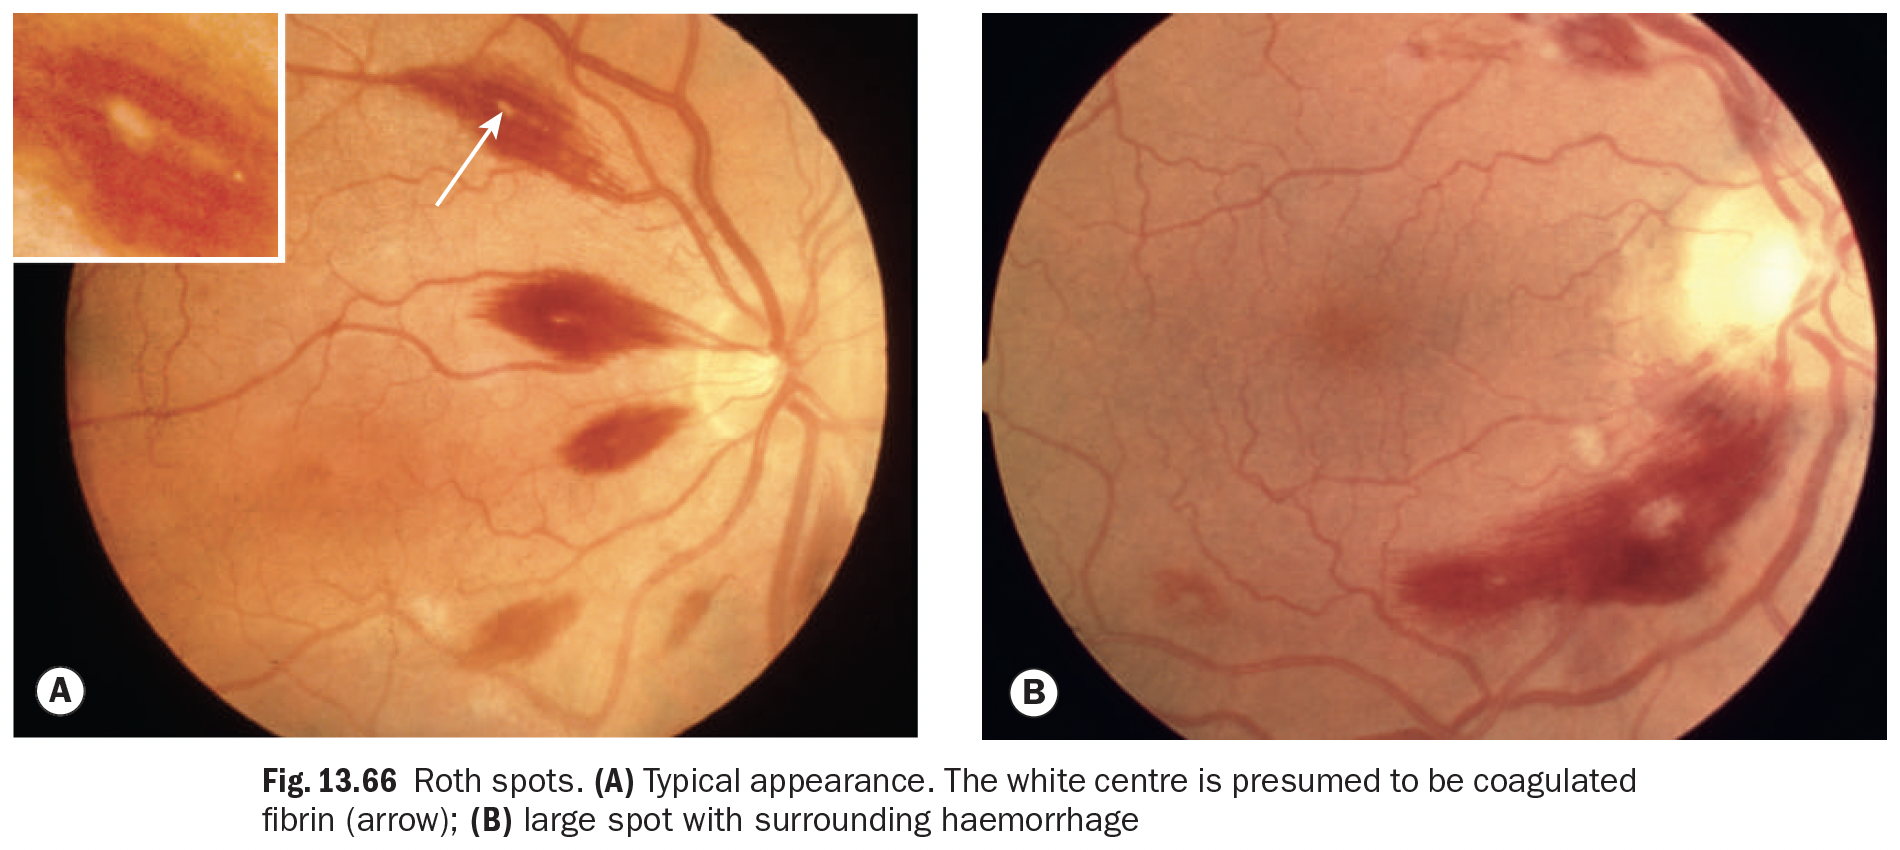 A
B
Fig. 13.66 Roth spots. (A) Typical appearance. The white centre is presumed to be coagulated
fibrin (arrow); (B) large spot with surrounding haemorrhage